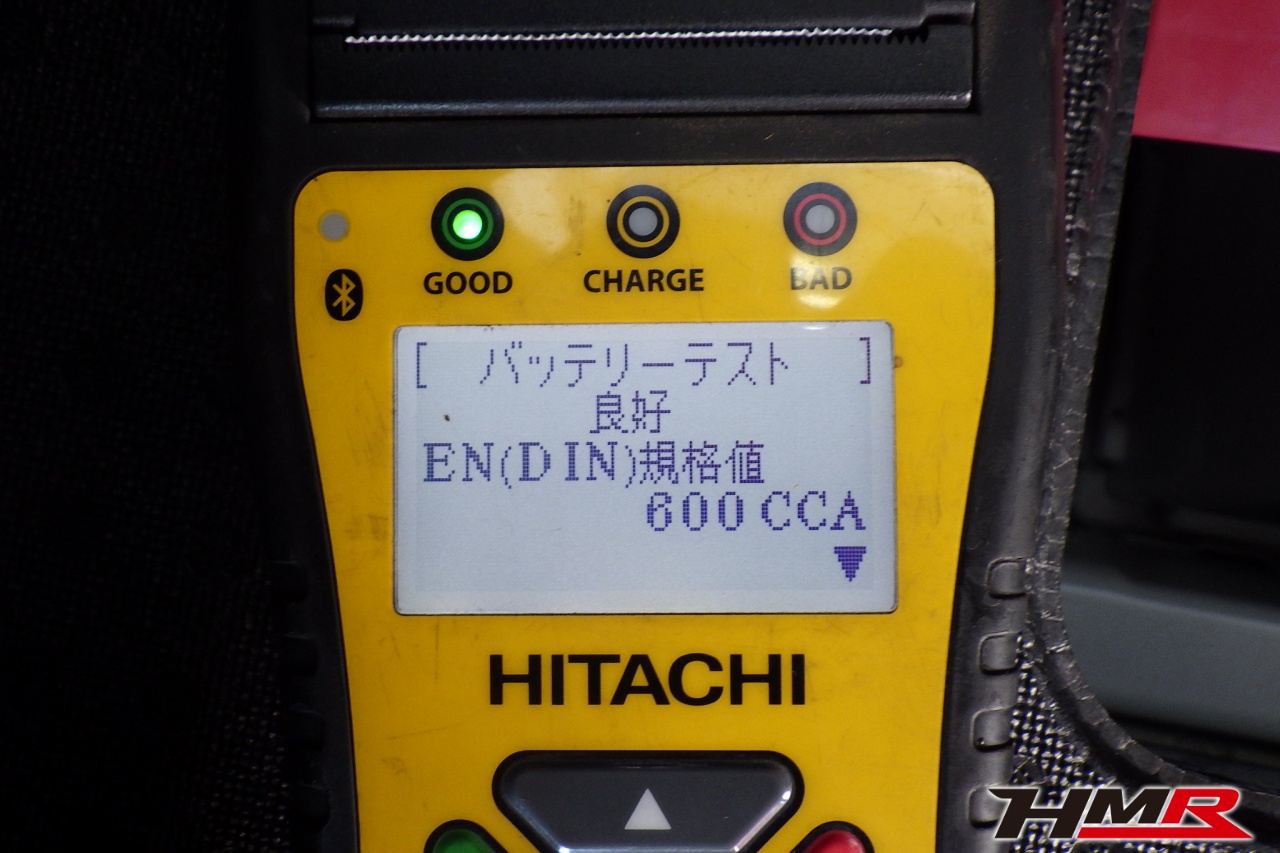 GOOD
CHARGE
BAD
[ バッテリーテスト ]
良好
EN(DIN)規格値
600CCA
HITACHI
HMR